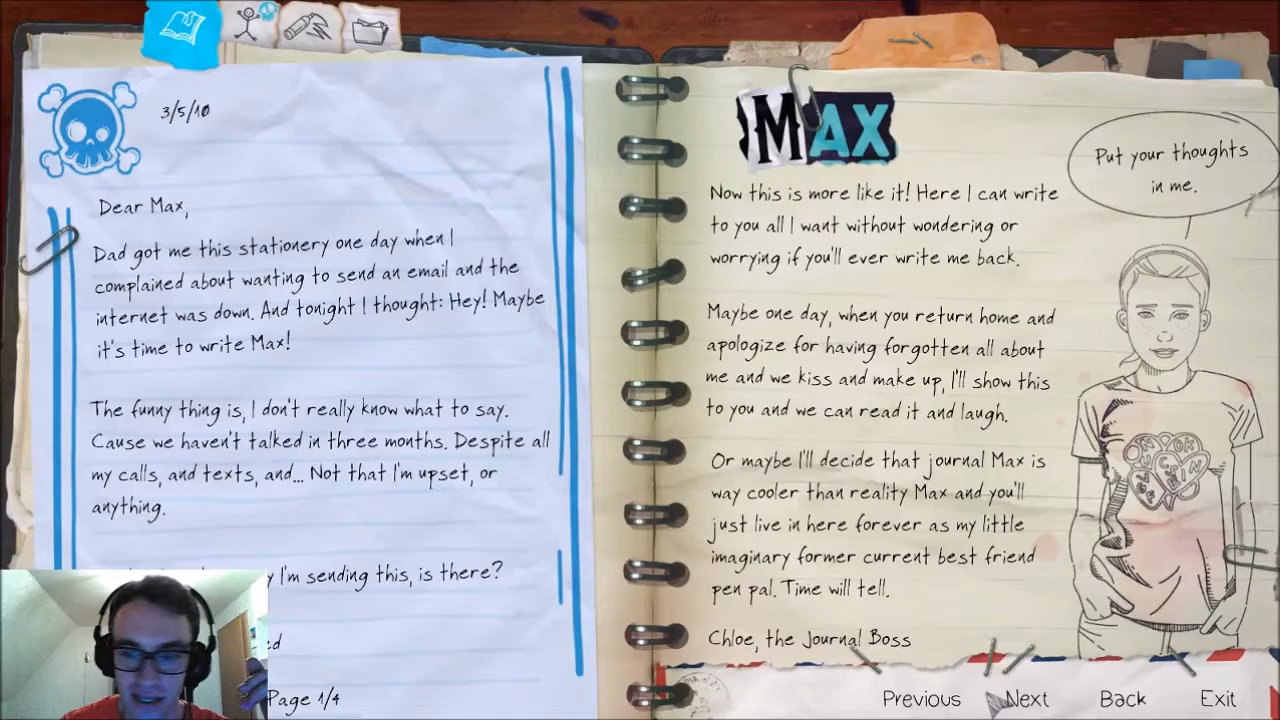 3/5/10
Dear Max,
Dad got me this stationery one day when I
complained about wanting to send an email and the
internet was down. And tonight I thought: Hey! Maybe
it's time to write Max!
The funny thing is, I don't really know what to say.
Cause we haven't talked in three months. Despite all
my calls, and texts, and... Not that I'm upset, or
anything.
I'm sending this, is there?
Page 1/4
MAX
Now this is more like it! Here I can write
to you all I want without wondering or
worrying if you'll ever write me back.
Maybe one day, when you return home and
apologize for having forgotten all about
me and we kiss and make up, I'll show this
to you and we can read it and laugh.
Or maybe I'll decide that journal Max is
way cooler than reality Max and you'll
just live in here forever as my little
imaginary former current best friend
pen pal. Time will tell.
Chloe, the Journal Boss
Put your thoughts
in me.
Previous Next Back Exit